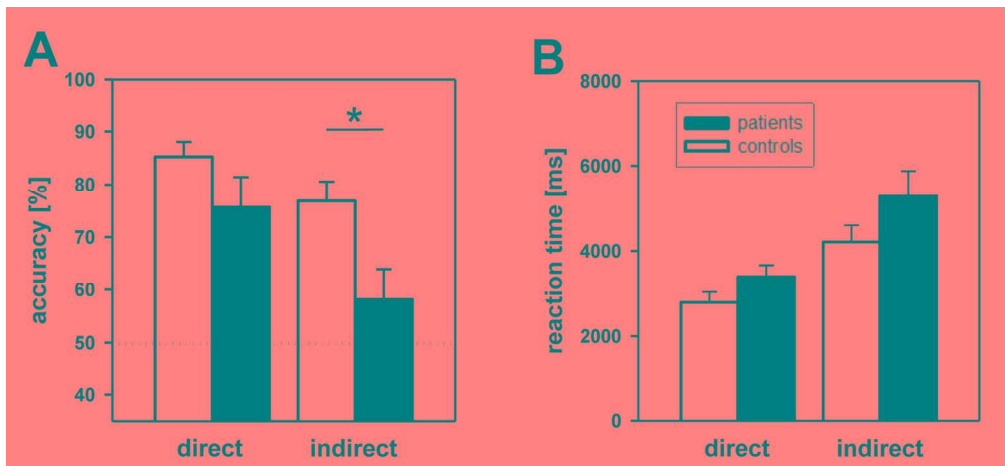 A
accuracy [%]
100
90
80
70
60
50
40
*
direct indirect
B
reaction time [ms]
8000
6000
4000
2000
0
patients
controls
direct indirect